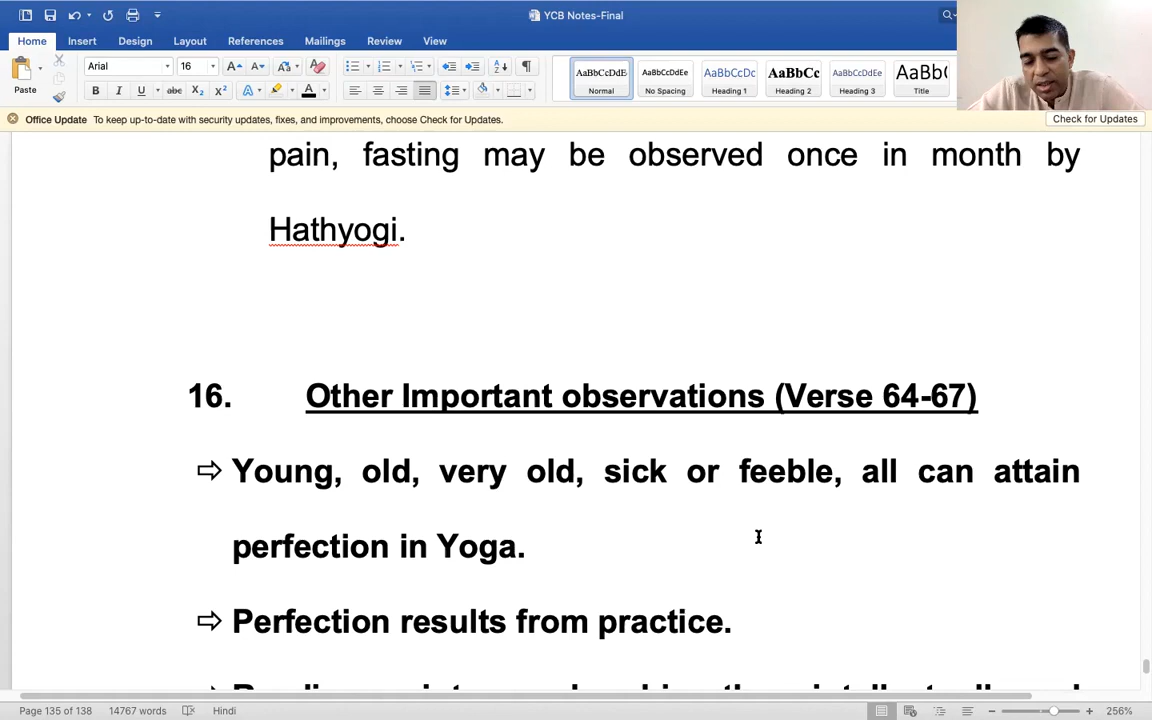 YCB Notes-Final
Home Insert Design Layout References Mailings Review View
Paste
Arial 16
AaBbCcDdE AaBbCcDdEe AaBbCcDc AaBbCc AaBbCcDdEe AaBb(
Normal No Spacing Heading 1 Heading 2 Heading 3 Title
Office Update To keep up-to-date with security updates, fixes, and improvements, choose Check for Updates. Check for Updates
pain, fasting may be observed once in month by
Hathyogi.
16. Other Important observations (Verse 64-67)
⇨ Young, old, very old, sick or feeble, all can attain
perfection in Yoga.
⇨ Perfection results from practice.
Page 135 of 138 14767 words Hindi 256%